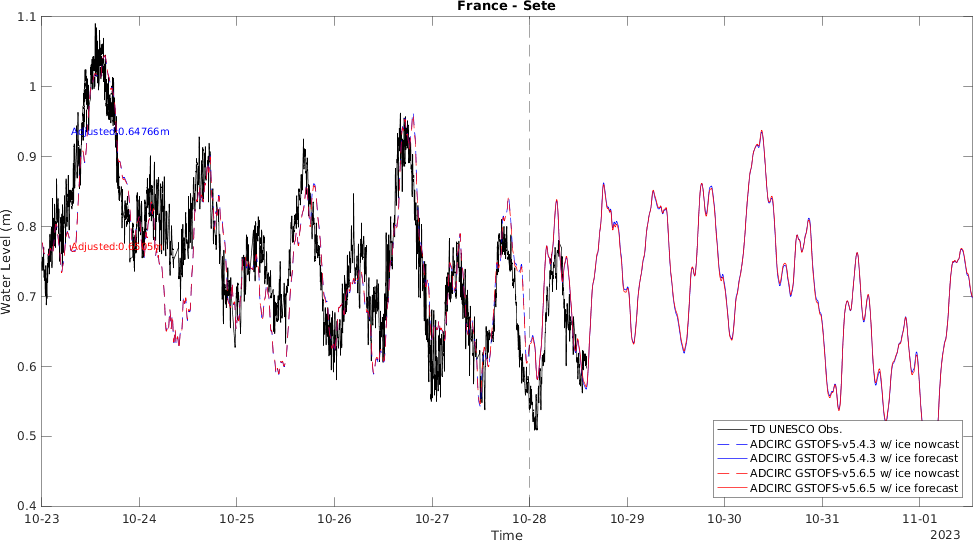 France - Sete
1.1
1
0.9
0.8
0.7
0.6
0.5
0.4
Water Level (m)
Adjusted:0.64766m
TD UNESCO Obs.
ADCIRC GSTOFS-v5.4.3 w/ ice nowcast
ADCIRC GSTOFS-v5.4.3 w/ ice forecast
ADCIRC GSTOFS-v5.6.5 w/ ice nowcast
ADCIRC GSTOFS-v5.6.5 w/ ice forecast
10-23 10-24 10-25 10-26 10-27 10-28 10-29 10-30 10-31 11-01
Time
2023